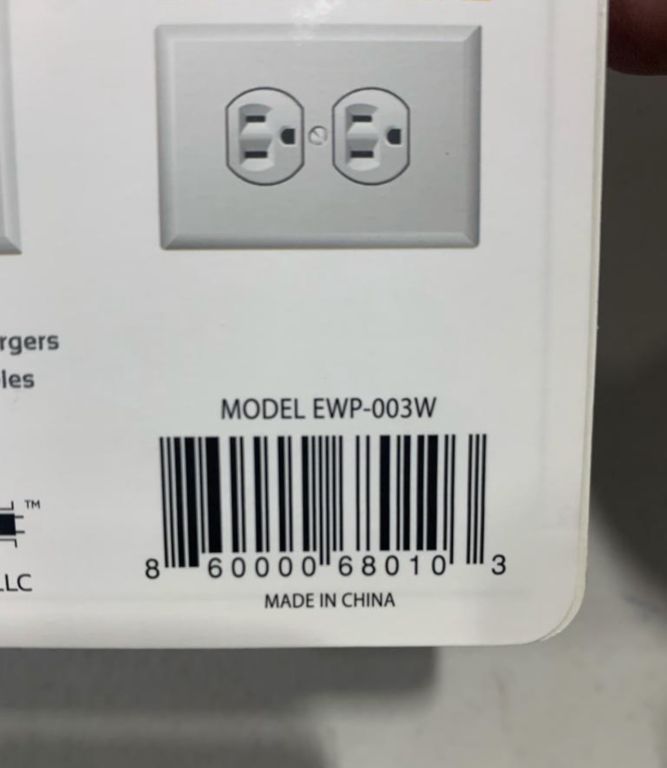 rgers
les
MODEL EWP-003W
8 60000 68010 3
MADE IN CHINA
TM
LLC